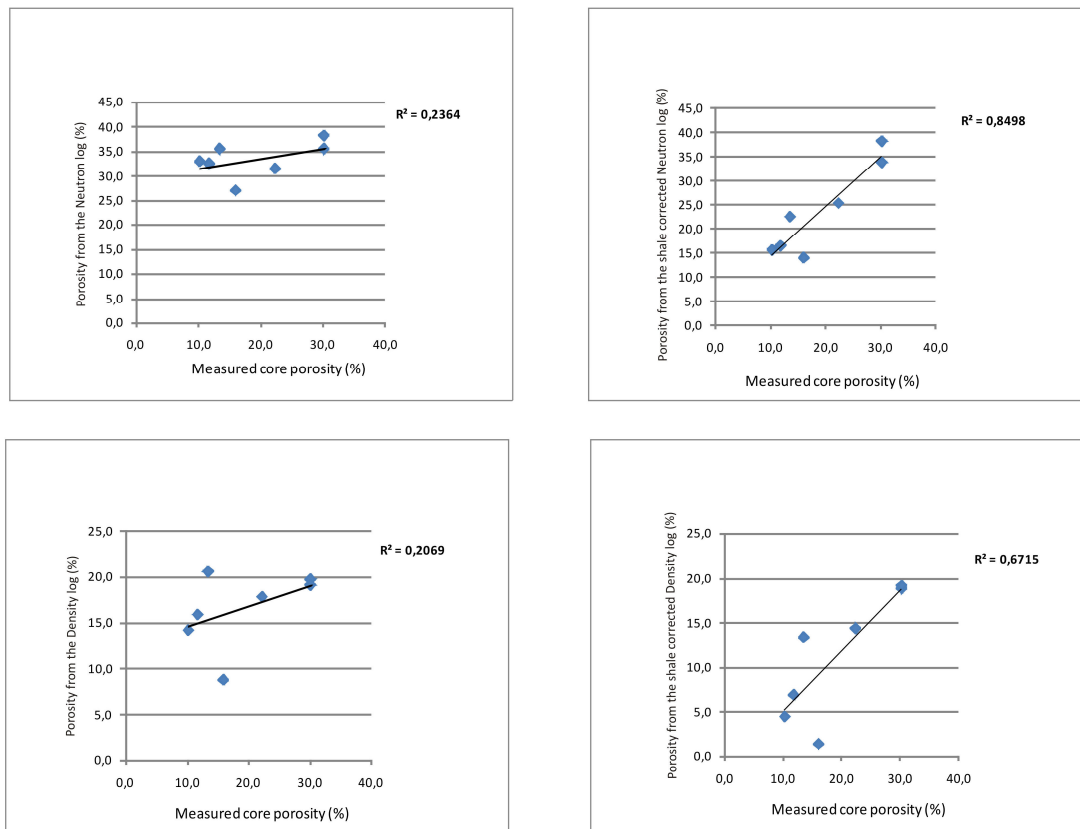 Porosity from the Neutron log (%)
45,0
40,0
35,0
30,0
25,0
20,0
15,0
10,0
5,0
0,0
R² = 0,2364
0,0 10,0 20,0 30,0 40,0
Measured core porosity (%)
Porosity from the shale corrected Neutron log (%)
45,0
40,0
35,0
30,0
25,0
20,0
15,0
10,0
5,0
0,0
R² = 0,8498
0,0 10,0 20,0 30,0 40,0
Measured core porosity (%)
Porosity from the Density log (%)
25,0
20,0
15,0
10,0
5,0
0,0
R² = 0,2069
0,0 10,0 20,0 30,0 40,0
Measured core porosity (%)
Porosity from the shale corrected Density log (%)
25,0
20,0
15,0
10,0
5,0
0,0
R² = 0,6715
0,0 10,0 20,0 30,0 40,0
Measured core porosity (%)